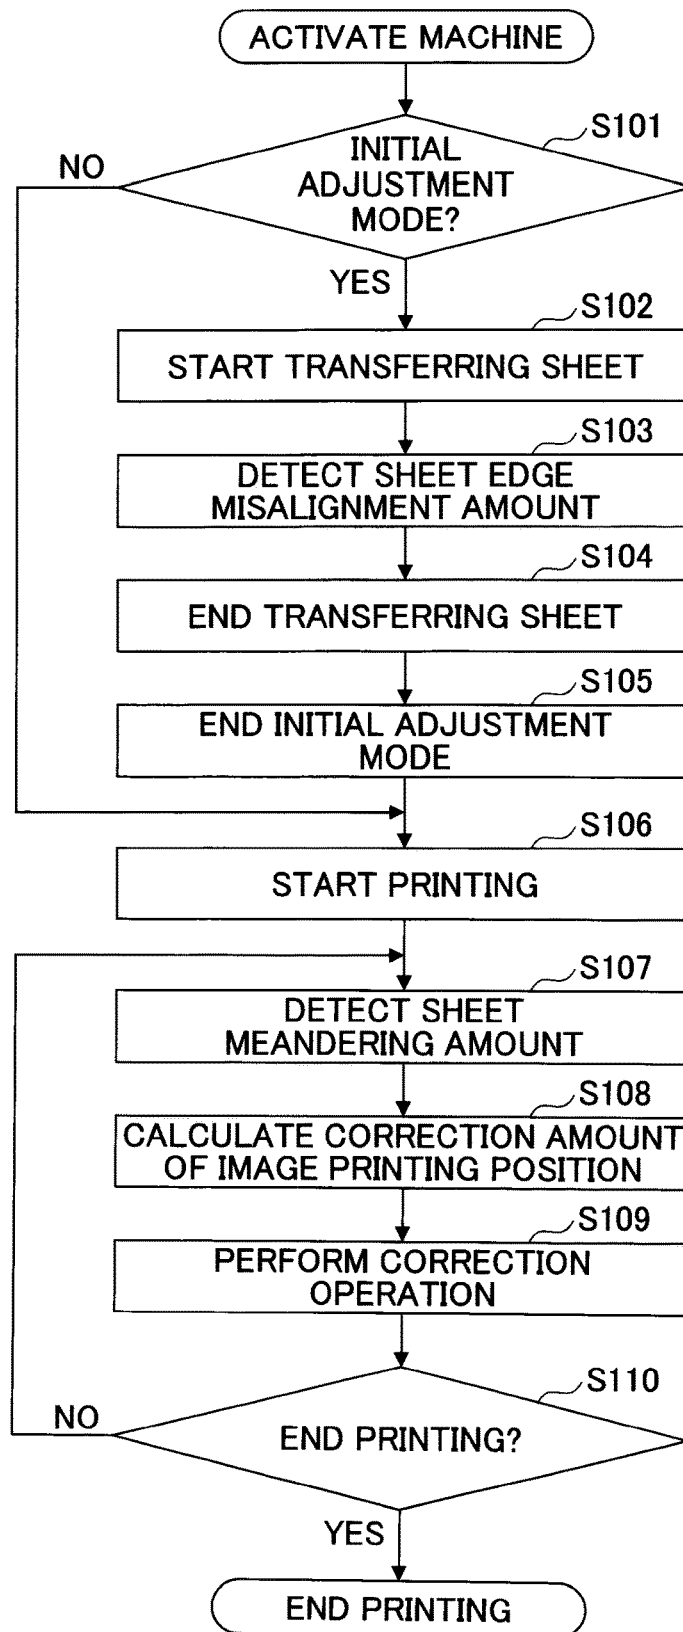 ACTIVATE MACHINE
S101
NO
INITIAL
ADJUSTMENT
MODE?
YES
S102
START TRANSFERRING SHEET
S103
DETECT SHEET EDGE
MISALIGNMENT AMOUNT
S104
END TRANSFERRING SHEET
S105
END INITIAL ADJUSTMENT
MODE
S106
START PRINTING
S107
DETECT SHEET
MEANDERING AMOUNT
S108
CALCULATE CORRECTION AMOUNT
OF IMAGE PRINTING POSITION
S109
PERFORM CORRECTION
OPERATION
S110
NO
END PRINTING?
YES
END PRINTING